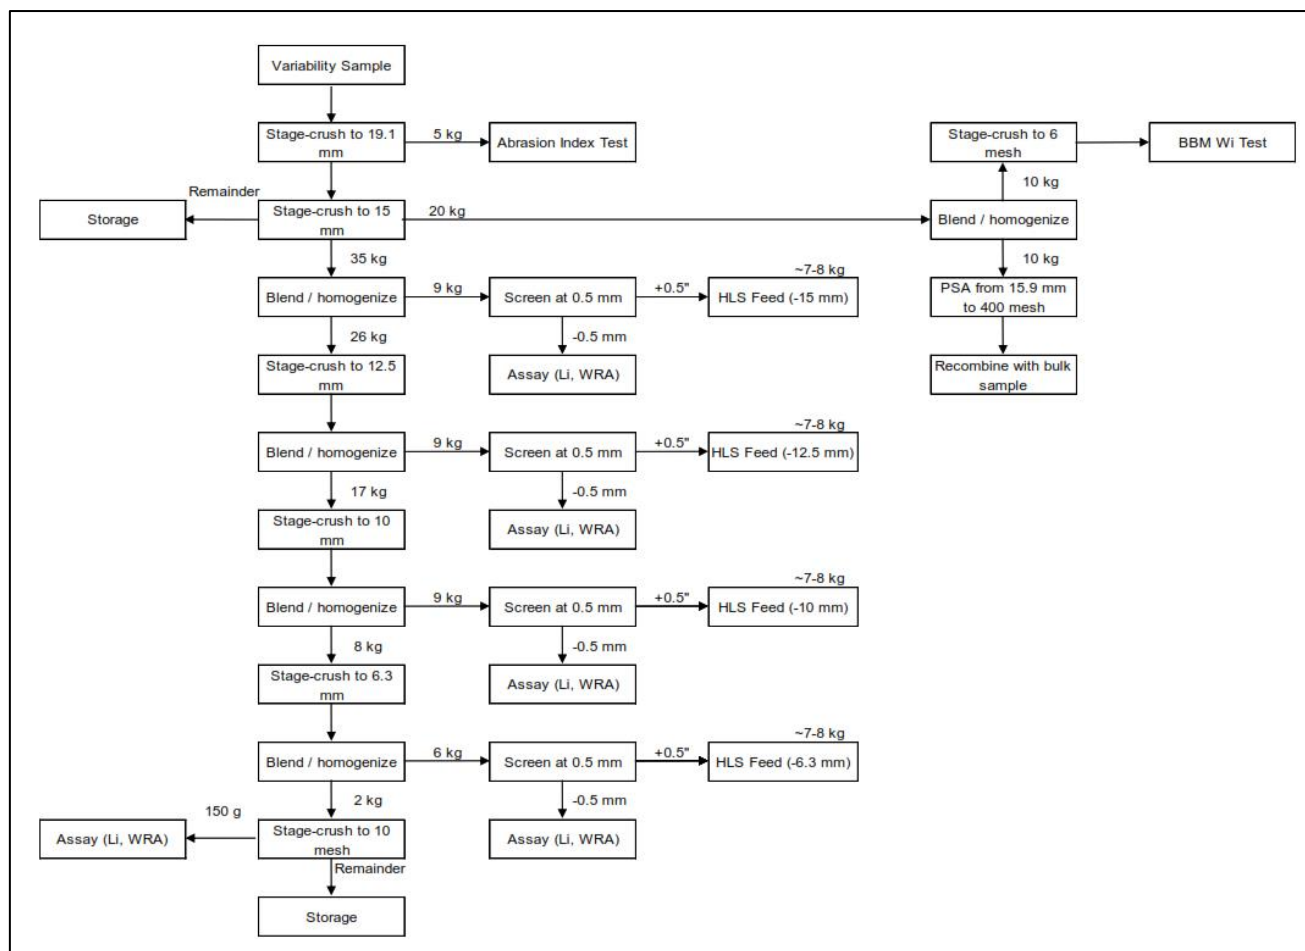 Variability Sample
Stage-crush to 19.1
mm
5 kg
Abrasion Index Test
Stage-crush to 6
mesh
BBM Wi Test
Remainder
10 kg
Storage
Stage-crush to 15
mm
20 kg
Blend / homogenize
35 kg
10 kg
~7-8 kg
Blend / homogenize
9 kg
Screen at 0.5 mm
+0.5"
HLS Feed (-15 mm)
PSA from 15.9 mm
to 400 mesh
26 kg
-0.5 mm
Stage-crush to 12.5
mm
Assay (Li, WRA)
Recombine with bulk
sample
~7-8 kg
Blend / homogenize
9 kg
Screen at 0.5 mm
+0.5"
HLS Feed (-12.5 mm)
17 kg
-0.5 mm
Stage-crush to 10
mm
Assay (Li, WRA)
~7-8 kg
Blend / homogenize
9 kg
Screen at 0.5 mm
+0.5"
HLS Feed (-10 mm)
8 kg
-0.5 mm
Stage-crush to 6.3
mm
Assay (Li, WRA)
~7-8 kg
Blend / homogenize
6 kg
Screen at 0.5 mm
+0.5"
HLS Feed (-6.3 mm)
2 kg
-0.5 mm
150 g
Assay (Li, WRA)
Stage-crush to 10
mesh
Assay (Li, WRA)
Remainder
Storage